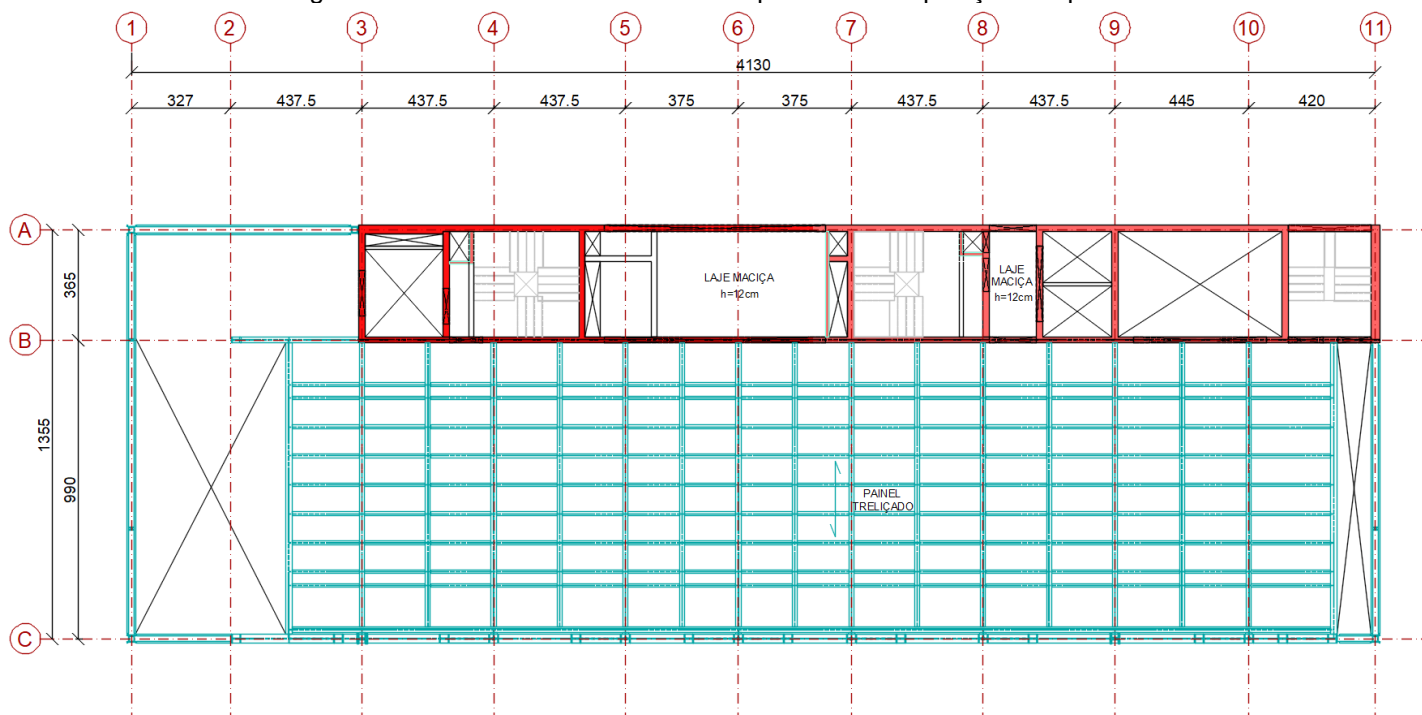 1 2 3 4 5 6 7 8 9 10 11
4130
327 437.5 437.5 437.5 375 375 437.5 437.5 445 420
A
365
B
1355
990
C
LAJE MACIÇA
h=12cm
LAJE
MACIÇA
h=12cm
PAINEL
TRELIÇADO